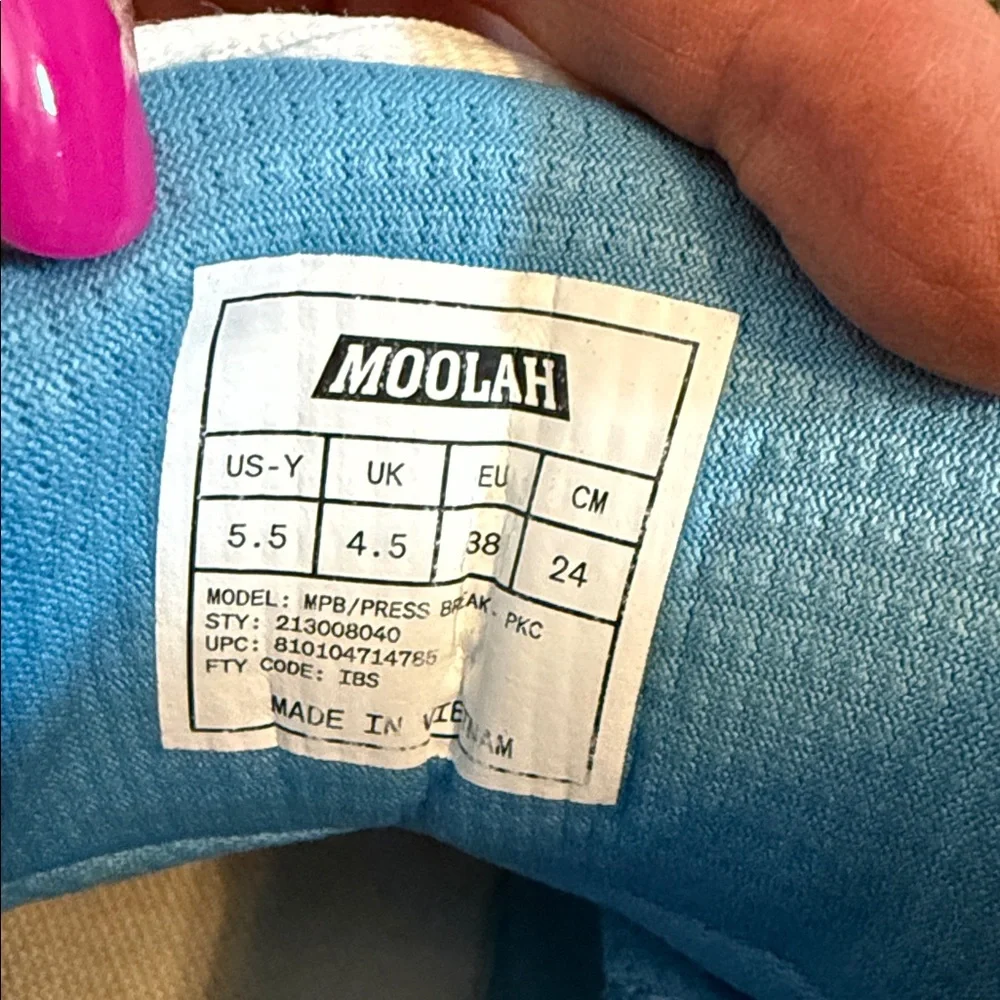 MOOLAH
US-Y UK EU CM
5.5 4.5 38 24
MODEL: MPB/PRESS BREAK. PKC
STY: 213008040
UPC: 810104714785
FTY CODE: IBS
MADE IN VIETNAM